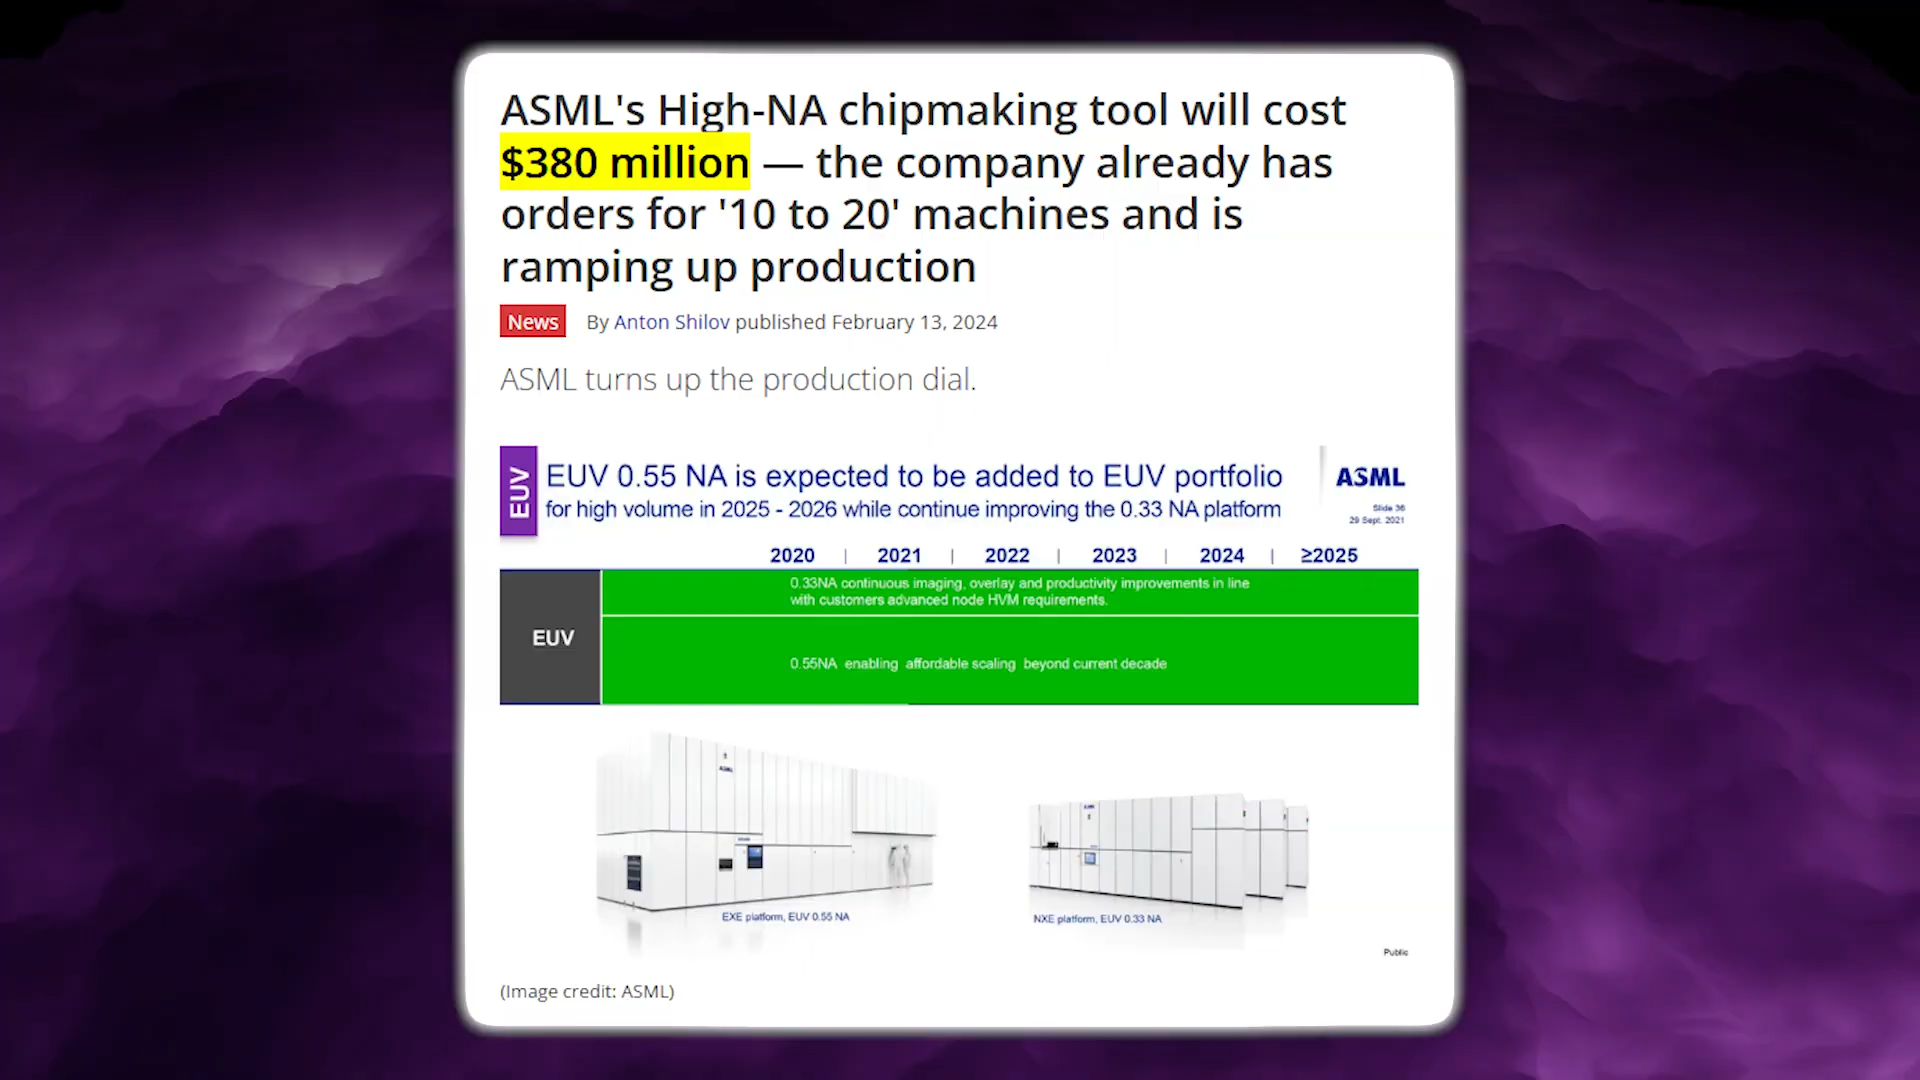 ASML's High-NA chipmaking tool will cost
$380 million — the company already has
orders for '10 to 20' machines and is
ramping up production
News By Anton Shilov published February 13, 2024
ASML turns up the production dial.
EUV
EUV 0.55 NA is expected to be added to EUV portfolio
for high volume in 2025 - 2026 while continue improving the 0.33 NA platform
ASML
Slide 36
29 Sept. 2021
2020 | 2021 | 2022 | 2023 | 2024 | ≥2025
EUV
0.33NA continuous imaging, overlay and productivity improvements in line
with customers advanced node HVM requirements.
0.55NA enabling affordable scaling beyond current decade
ASML
ASML
EXE platform, EUV 0.55 NA
NXE platform, EUV 0.33 NA
Public
(Image credit: ASML)